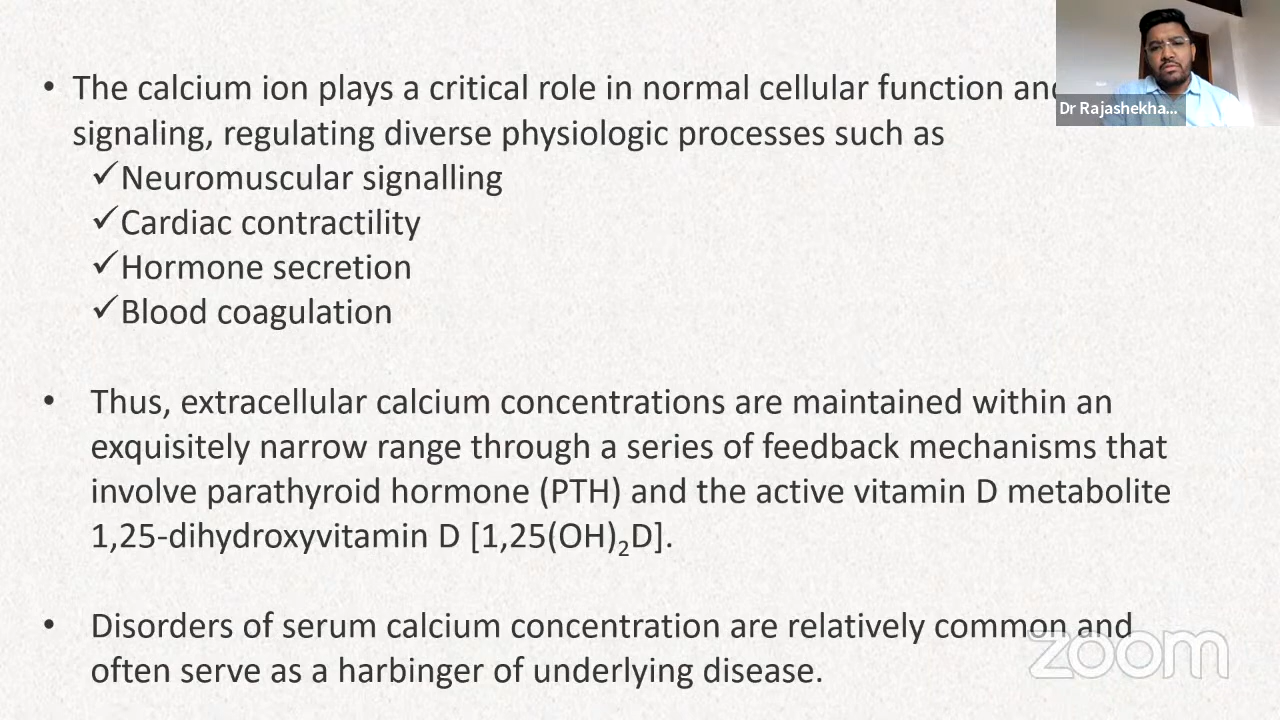 • The calcium ion plays a critical role in normal cellular function and
signaling, regulating diverse physiologic processes such as
✓Neuromuscular signalling
✓Cardiac contractility
✓Hormone secretion
✓Blood coagulation
• Thus, extracellular calcium concentrations are maintained within an
exquisitely narrow range through a series of feedback mechanisms that
involve parathyroid hormone (PTH) and the active vitamin D metabolite
1,25-dihydroxyvitamin D [1,25(OH)₂D].
• Disorders of serum calcium concentration are relatively common and
often serve as a harbinger of underlying disease.
Dr Rajashekha...
zoom